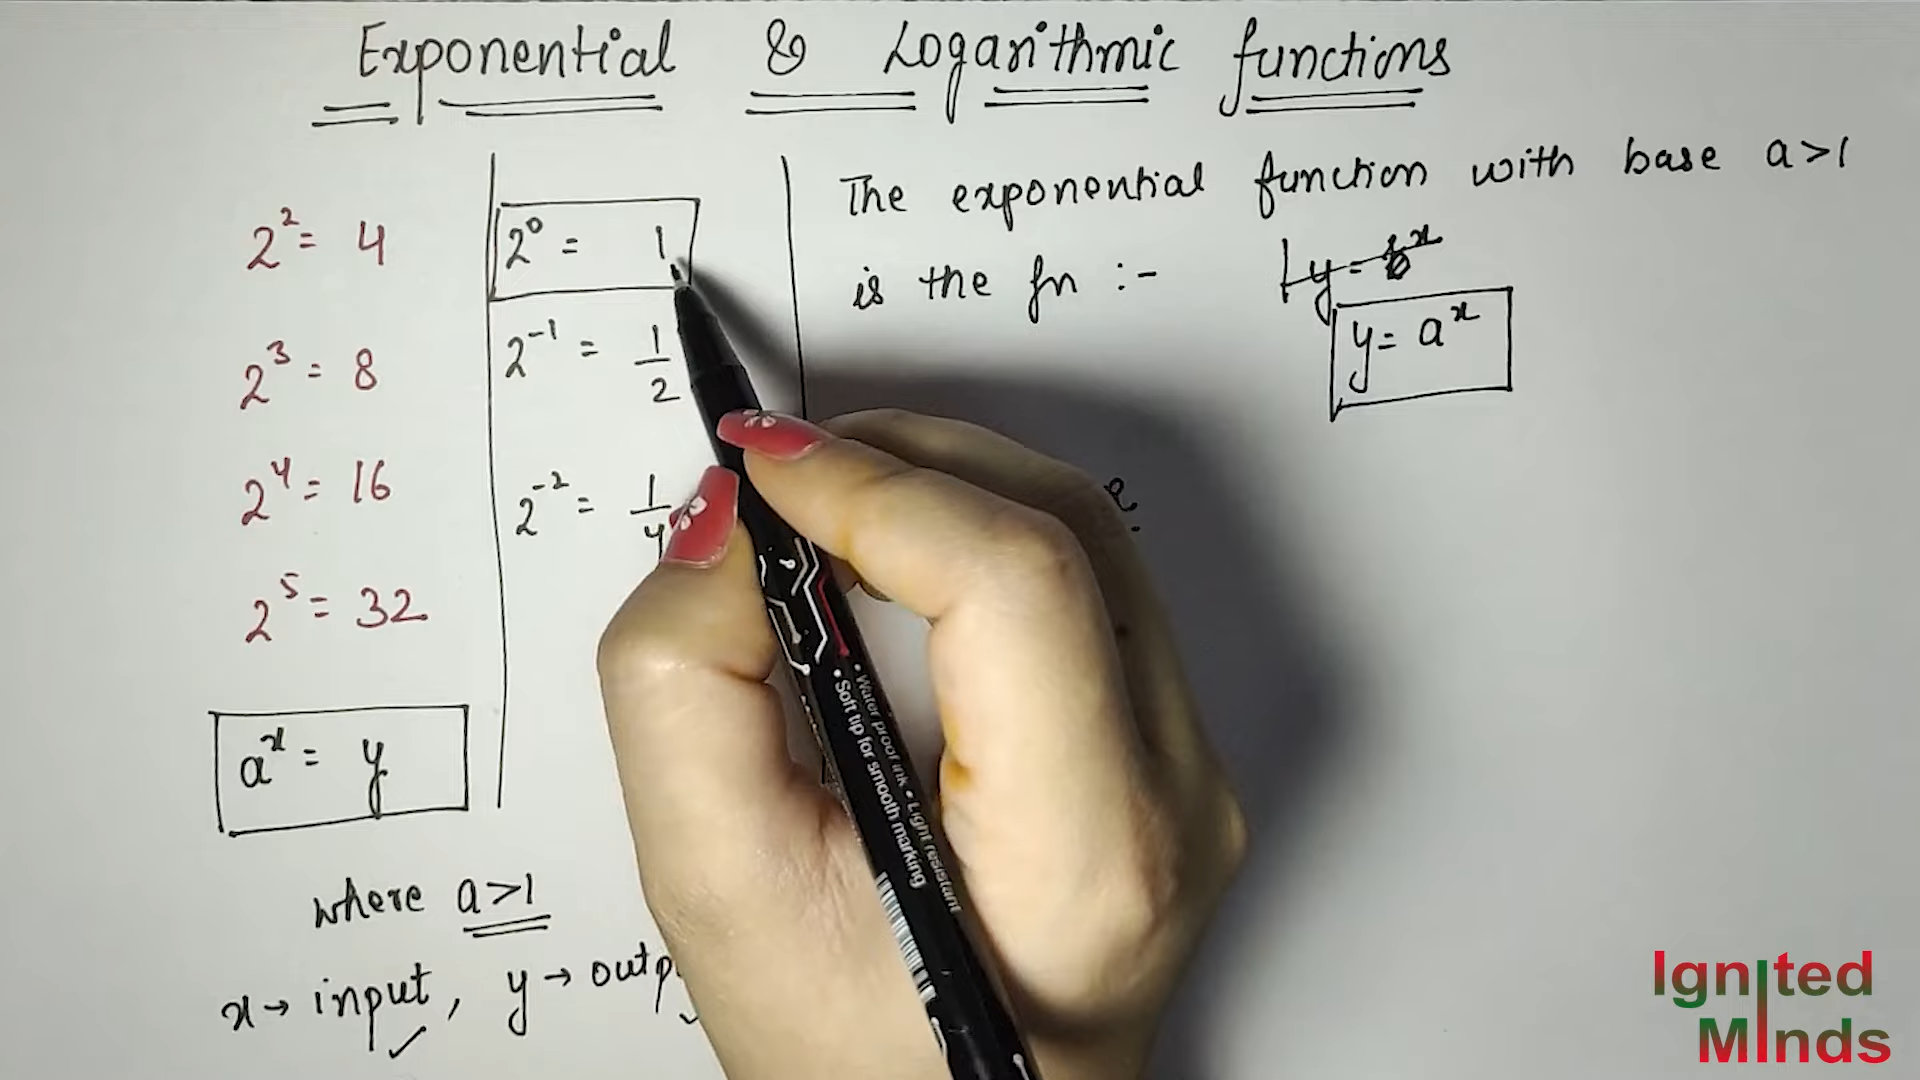 Exponential & Logarithmic functions
2² = 4
2³ = 8
2⁴ = 16
2⁵ = 32
aˣ = y
where a>1
x→ input, y→
2⁰ = 1
2⁻¹ = 1/2
2⁻² = 1/4
The exponential function with base a>1
is the fn :-
y = aˣ
• Water proof ink • Light resistant
• Soft tip for smooth marking
Ignited
Minds